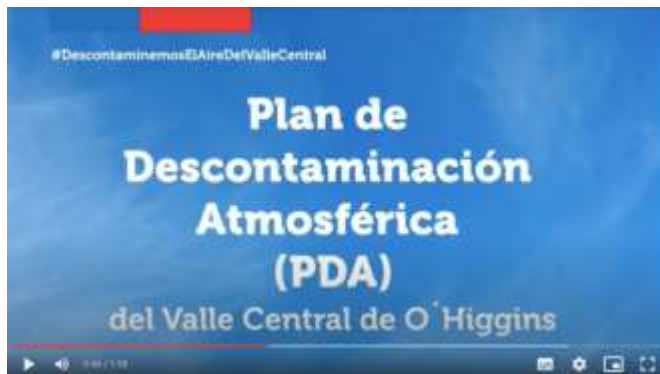 #DescontaminemosElAireDelValleCentral
Plan de
Descontaminación
Atmosférica
(PDA)
del Valle Central de O´Higgins